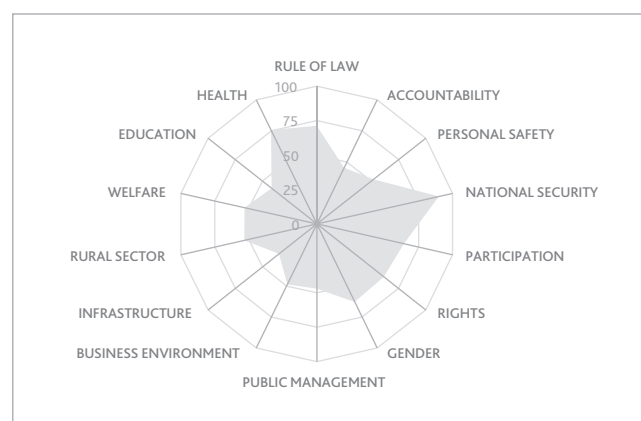 RULE OF LAW
100
HEALTH
ACCOUNTABILITY
75
EDUCATION
PERSONAL SAFETY
50
WELFARE
25
NATIONAL SECURITY
0
RURAL SECTOR
PARTICIPATION
INFRASTRUCTURE
RIGHTS
BUSINESS ENVIRONMENT
GENDER
PUBLIC MANAGEMENT